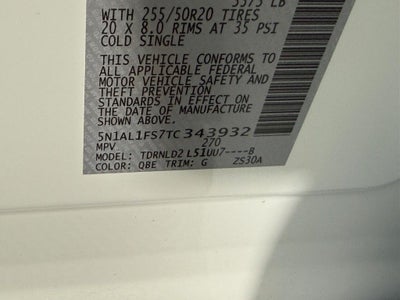 WITH 255/50R20 TIRES
20 X 8.0 RIMS AT 35 PSI
COLD SINGLE
THIS VEHICLE CONFORMS TO
ALL APPLICABLE FEDERAL
MOTOR VEHICLE SAFETY AND
THEFT PREVENTION
STANDARDS IN EFFECT ON
THE DATE OF MANUFACTURE
SHOWN ABOVE.
5N1AL1FS7TC343932
MPV 270
MODEL: TDRNLD2 L51UU7----B
COLOR: QBE TRIM: G ZS30A